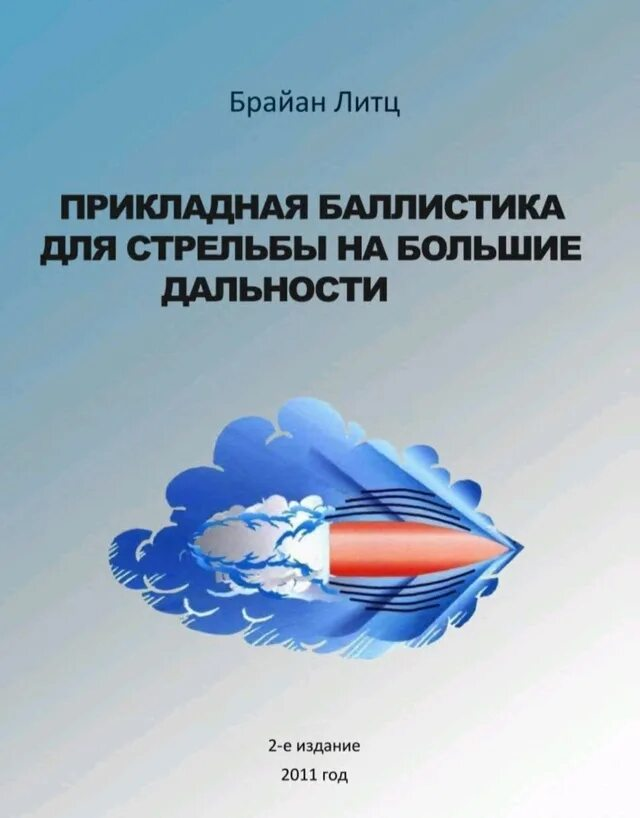 Брайан Литц
ПРИКЛАДНАЯ БАЛЛИСТИКА
ДЛЯ СТРЕЛЬБЫ НА БОЛЬШИЕ
ДАЛЬНОСТИ
2-е издание
2011 год